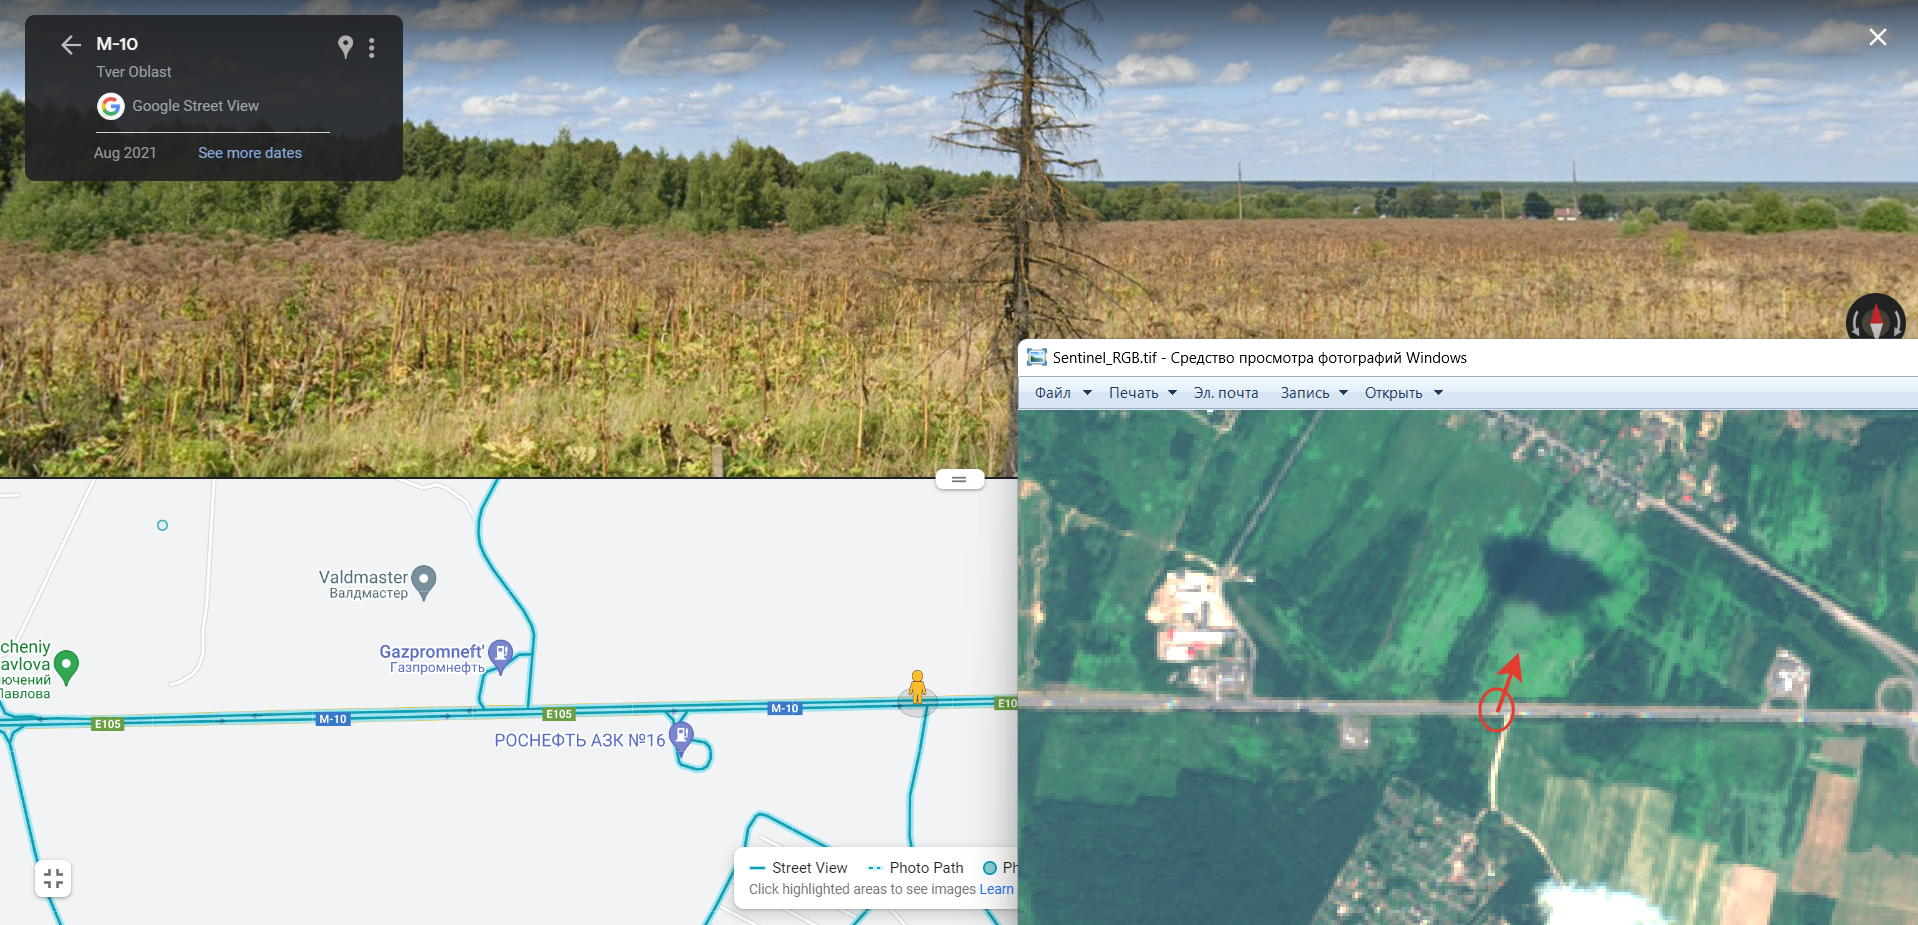 M-10
Tver Oblast
Google Street View
Aug 2021
See more dates
Sentinel_RGB.tif - Средство просмотра фотографий Windows
Файл
Печать
Эл. почта
Запись
Открыть
Valdmaster
Валдмастер
cheniy
avlova
лючений
Павлова
Gazpromneft'
Газпромнефть
E105
M-10
E105
M-10
E10
РОСНЕФТЬ АЗК №16
Street View
Photo Path
Ph
Click highlighted areas to see images Learn